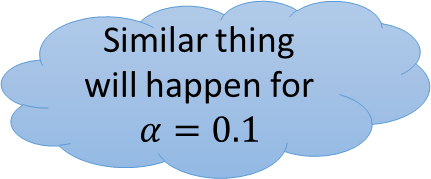 Similar thing
will happen for
𝛼 = 0.1